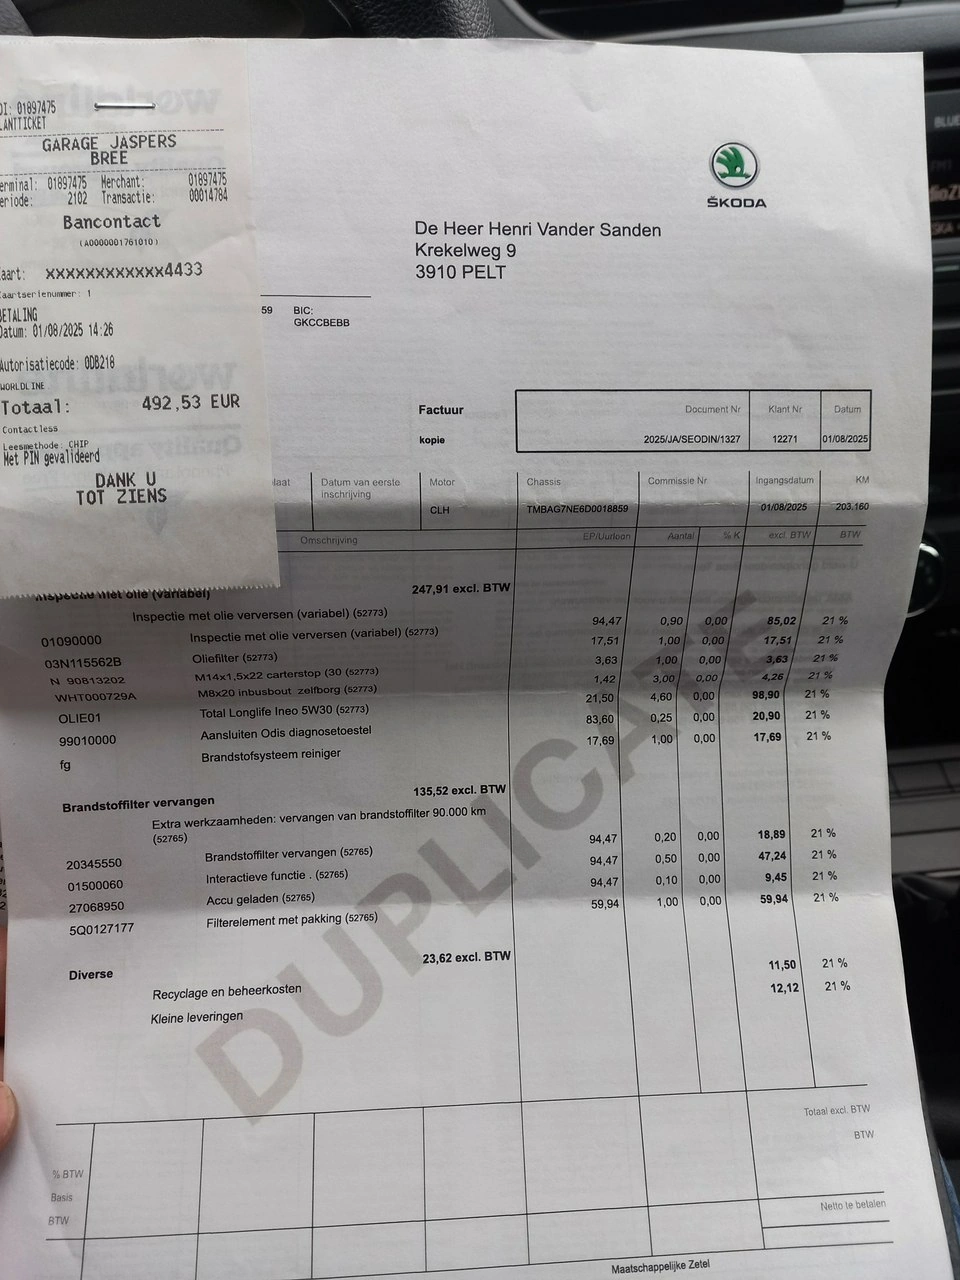 DI: 01897475
LANTTICKET
GARAGE JASPERS
BREE
erminal: 01897475 Merchant: 01897475
eriode: 2102 Transactie: 00014784
Bancontact
(A0000001761010)
aart: xxxxxxxxxxxx4433
aartserienummer: 1
BETALING
Datum: 01/08/2025 14:26
Autorisatiecode: 0DB218
WORLDLINE
Totaal: 492,53 EUR
Contactless
Leesmethode: CHIP
Met PIN gevalideerd
DANK U
TOT ZIENS
ŠKODA
De Heer Henri Vander Sanden
Krekelweg 9
3910 PELT
59 BIC:
GKCCBEBB
Factuur
kopie
Document Nr Klant Nr Datum
2025/JA/SEODIN/1327 12271 01/08/2025
laat Datum van eerste inschrijving Motor Chassis Commissie Nr Ingangsdatum KM
CLH TMBAG7NE6D0018859 01/08/2025 203.160
Omschrijving EP/Uurloon Aantal % K excl. BTW BTW
Inspectie met olie (variabel) 247,91 excl. BTW
Inspectie met olie verversen (variabel) (52773)
01090000 Inspectie met olie verversen (variabel) (52773) 94,47 0,90 0,00 85,02 21 %
03N115562B Oliefilter (52773) 17,51 1,00 0,00 17,51 21 %
N 90813202 M14x1,5x22 carterstop (30 (52773) 3,63 1,00 0,00 3,63 21 %
WHT000729A M8x20 inbusbout zelfborg (52773) 1,42 3,00 0,00 4,26 21 %
OLIE01 Total Longlife Ineo 5W30 (52773) 21,50 4,60 0,00 98,90 21 %
99010000 Aansluiten Odis diagnosetoestel 83,60 0,25 0,00 20,90 21 %
fg Brandstofsysteem reiniger 17,69 1,00 0,00 17,69 21 %
Brandstoffilter vervangen 135,52 excl. BTW
Extra werkzaamheden: vervangen van brandstoffilter 90.000 km
(52765)
20345550 Brandstoffilter vervangen (52765) 94,47 0,20 0,00 18,89 21 %
01500060 Interactieve functie . (52765) 94,47 0,50 0,00 47,24 21 %
27068950 Accu geladen (52765) 94,47 0,10 0,00 9,45 21 %
5Q0127177 Filterelement met pakking (52765) 59,94 1,00 0,00 59,94 21 %
Diverse 23,62 excl. BTW
Recyclage en beheerkosten 11,50 21 %
Kleine leveringen 12,12 21 %
DUPLICATE
Totaal excl. BTW
BTW
% BTW
Basis
BTW
Netto te betalen
Maatschappelijke Zetel